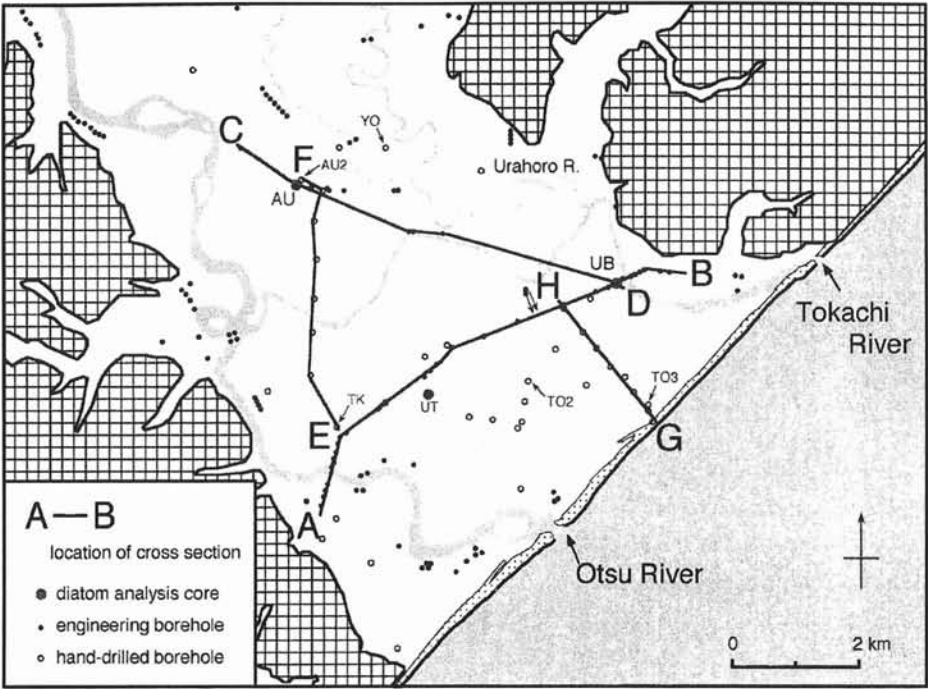 YO
C
F
AU2
AU
Urahoro R.
UB
B
H
D
Tokachi
River
TO3
TO2
UT
TK
E
G
A
Otsu River
A — B
location of cross section
diatom analysis core
engineering borehole
hand-drilled borehole
0 2 km